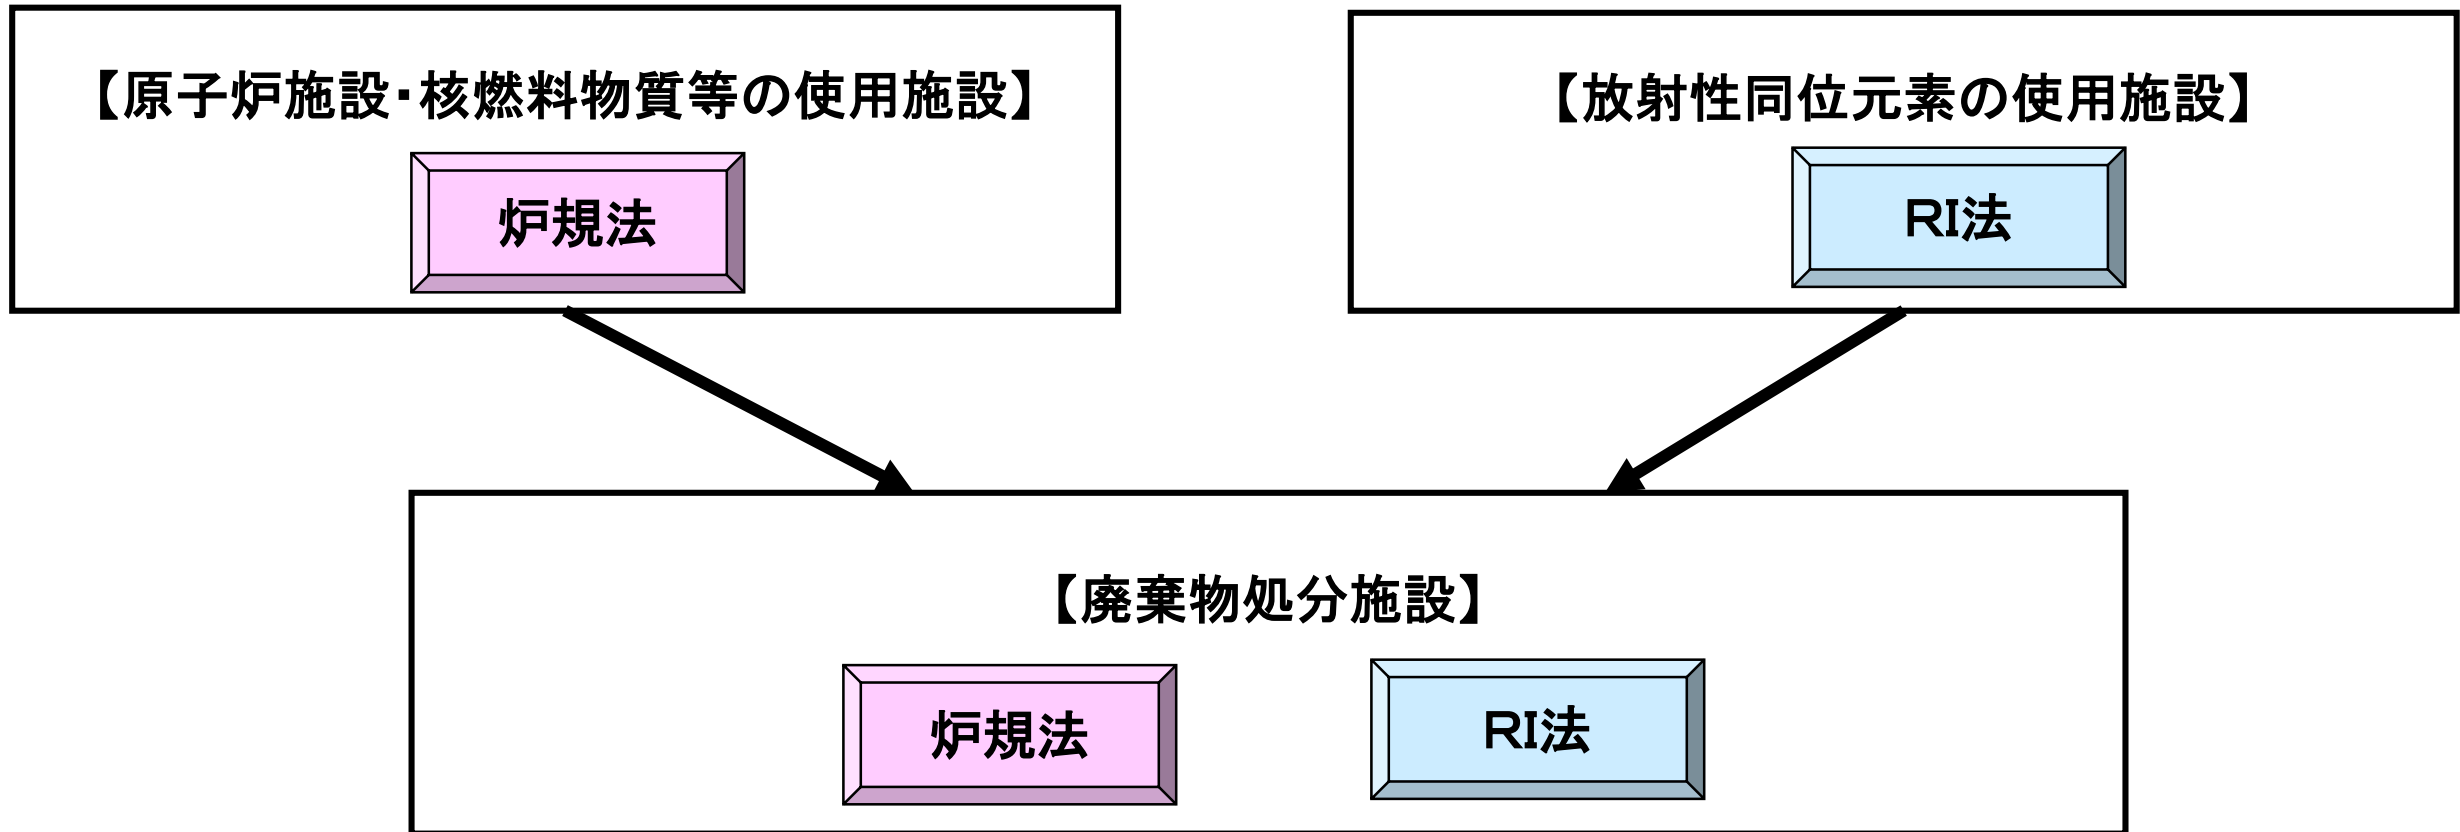 【原子炉施設・核燃料物質等の使用施設】
炉規法
【放射性同位元素の使用施設】
RI法
【廃棄物処分施設】
炉規法
RI法